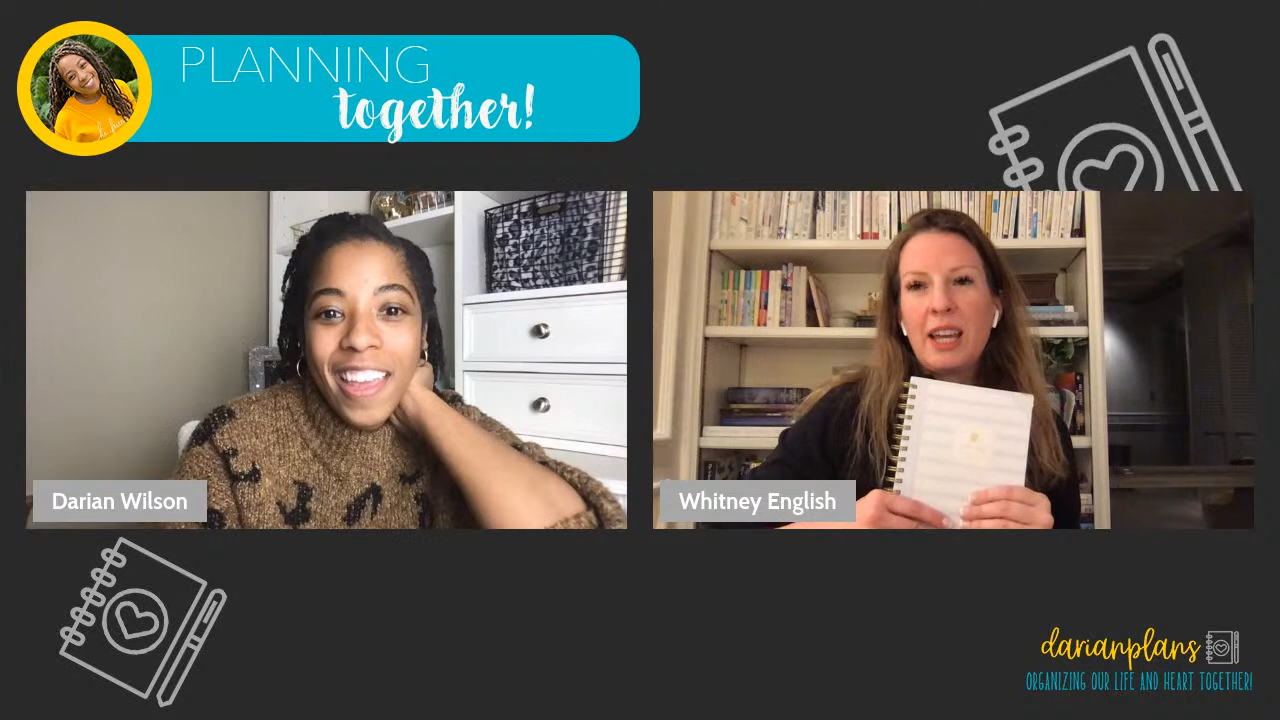 PLANNING
together!
Darian Wilson
Whitney English
darianplans
ORGANIZING OUR LIFE AND HEART TOGETHER!